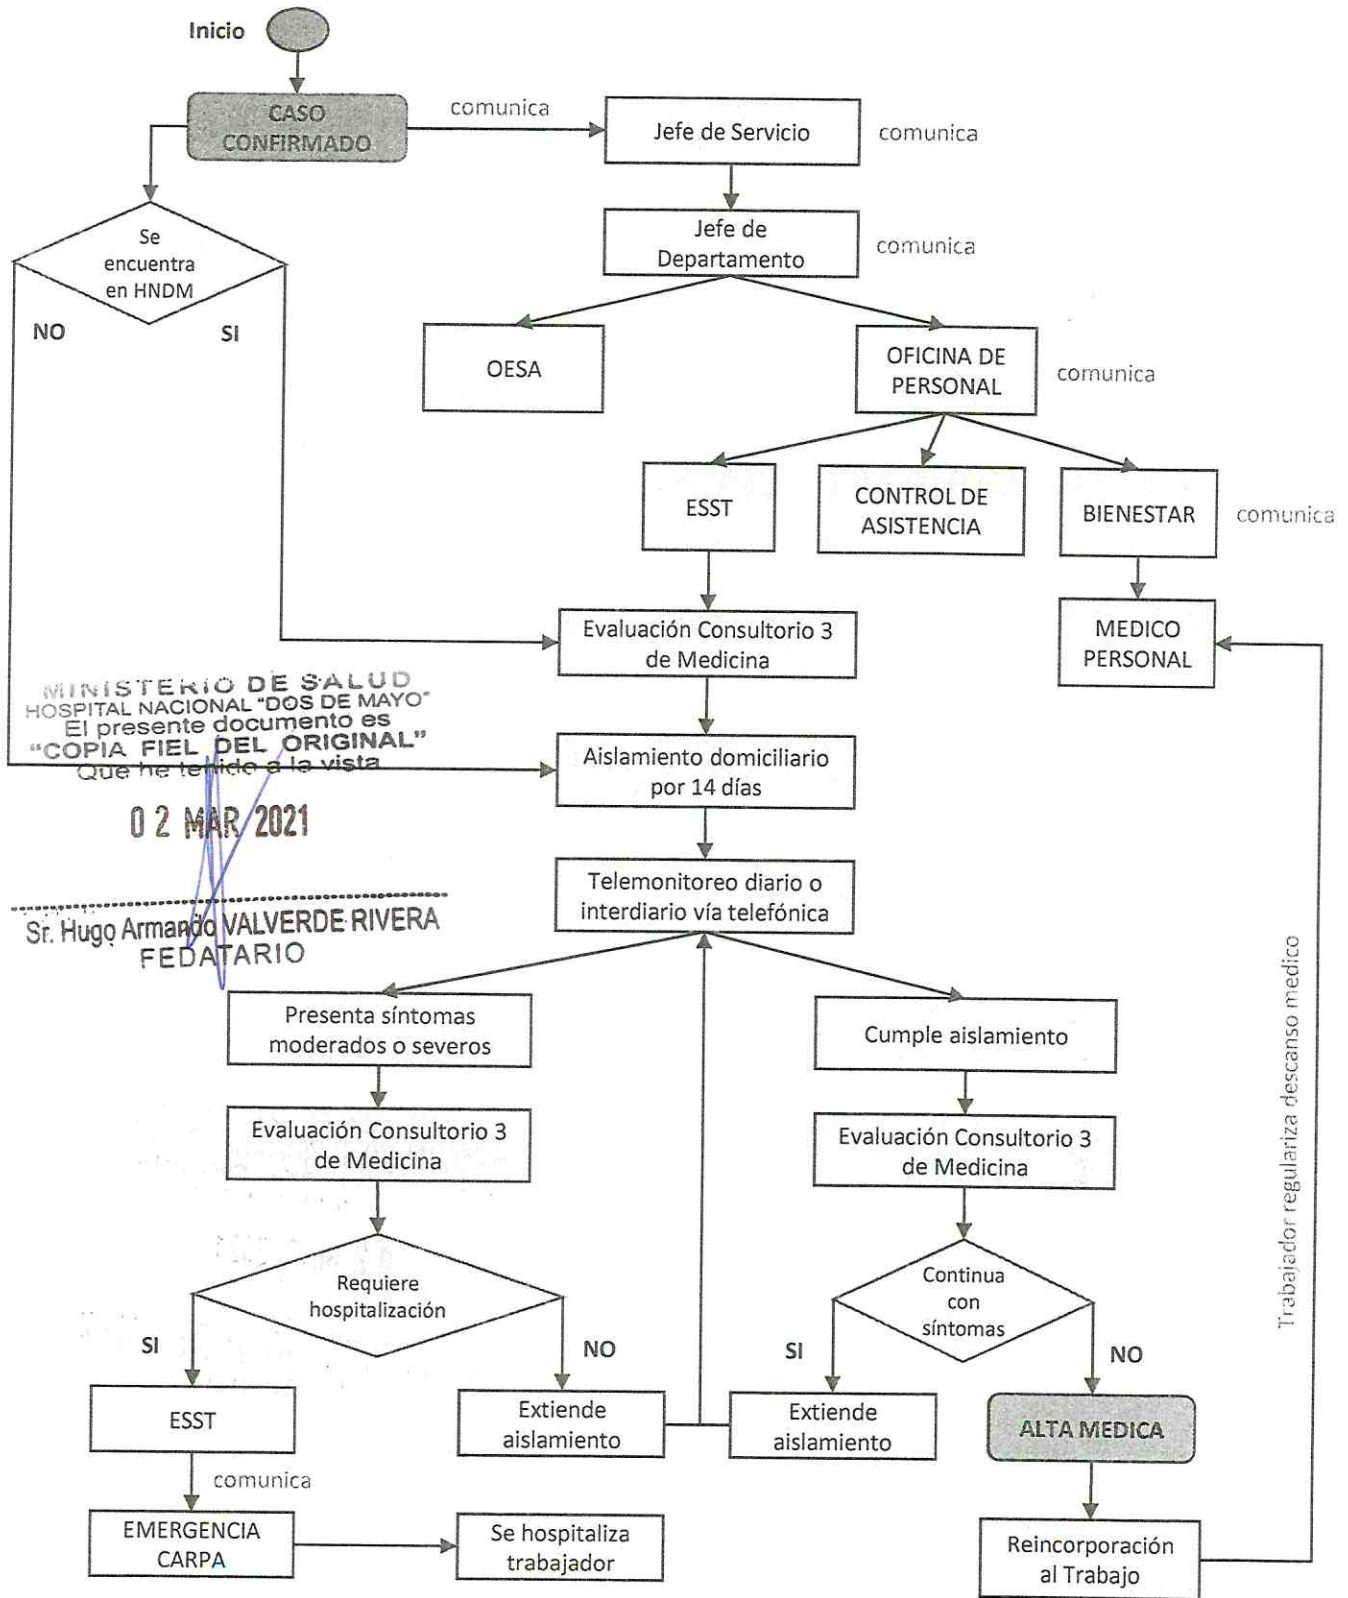 Inicio
CASO
CONFIRMADO
comunica
Jefe de Servicio
comunica
Se
encuentra
en HNDM
NO
SI
Jefe de
Departamento
comunica
OESA
OFICINA DE
PERSONAL
comunica
ESST
CONTROL DE
ASISTENCIA
BIENESTAR
comunica
Evaluación Consultorio 3
de Medicina
MEDICO
PERSONAL
MINISTERIO DE SALUD
HOSPITAL NACIONAL "DOS DE MAYO"
El presente documento es
"COPIA FIEL DEL ORIGINAL"
Que he tenido a la vista
02 MAR 2021
Sr. Hugo Armando VALVERDE RIVERA
FEDATARIO
Aislamiento domiciliario
por 14 días
Telemonitoreo diario o
interdiario vía telefónica
Presenta síntomas
moderados o severos
Cumple aislamiento
Evaluación Consultorio 3
de Medicina
Evaluación Consultorio 3
de Medicina
Trabajador regulariza descanso medico
Requiere
hospitalización
Continua
con
síntomas
SI
NO
SI
NO
ESST
Extiende
aislamiento
Extiende
aislamiento
ALTA MEDICA
comunica
EMERGENCIA
CARPA
Se hospitaliza
trabajador
Reincorporación
al Trabajo